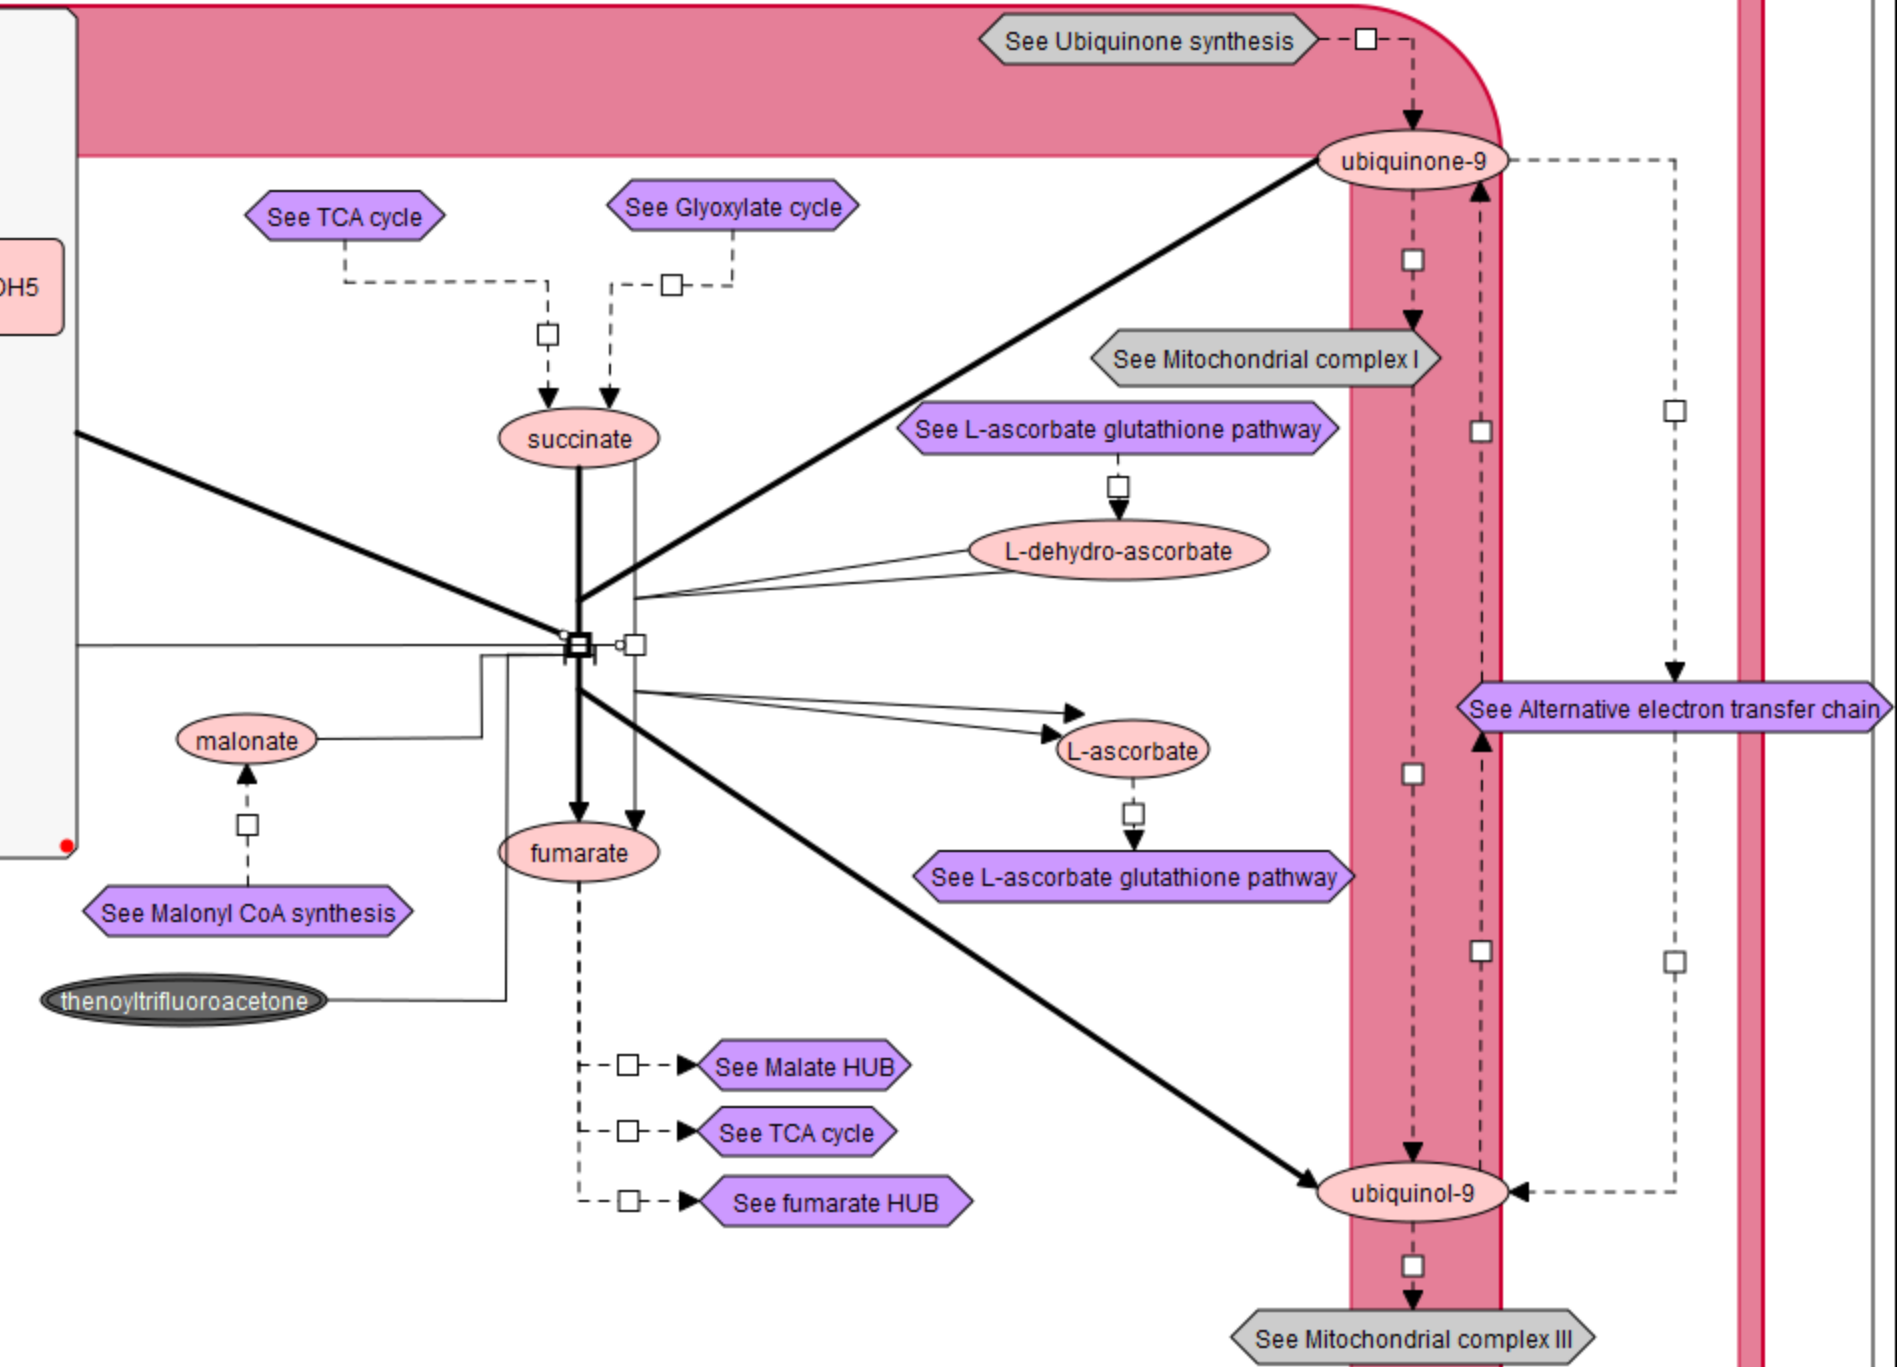 See Ubiquinone synthesis
ubiquinone-9
See TCA cycle
See Glyoxylate cycle
DH5
See Mitochondrial complex I
See L-ascorbate glutathione pathway
succinate
L-dehydro-ascorbate
See Alternative electron transfer chain
malonate
L-ascorbate
fumarate
See L-ascorbate glutathione pathway
See Malonyl CoA synthesis
thenoyltrifluoroacetone
See Malate HUB
See TCA cycle
ubiquinol-9
See fumarate HUB
See Mitochondrial complex III